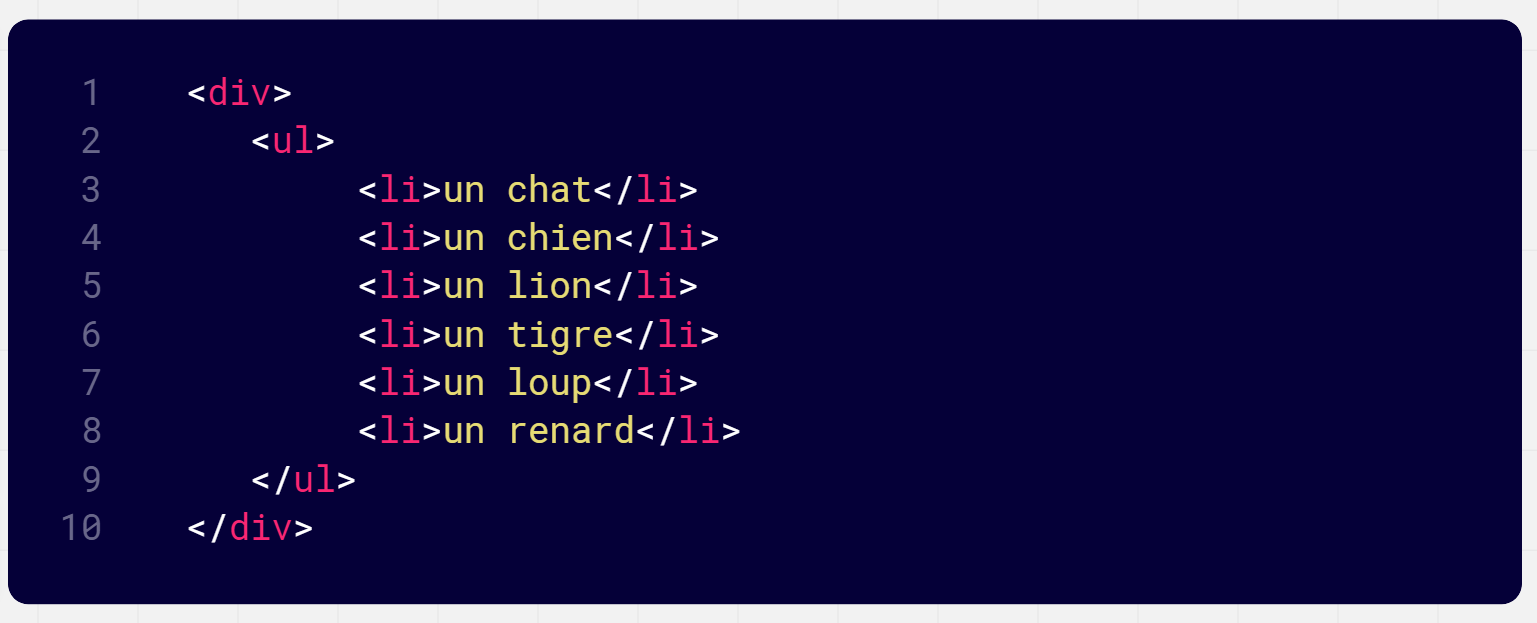 1 <div>
2 <ul>
3 <li>un chat</li>
4 <li>un chien</li>
5 <li>un lion</li>
6 <li>un tigre</li>
7 <li>un loup</li>
8 <li>un renard</li>
9 </ul>
10 </div>